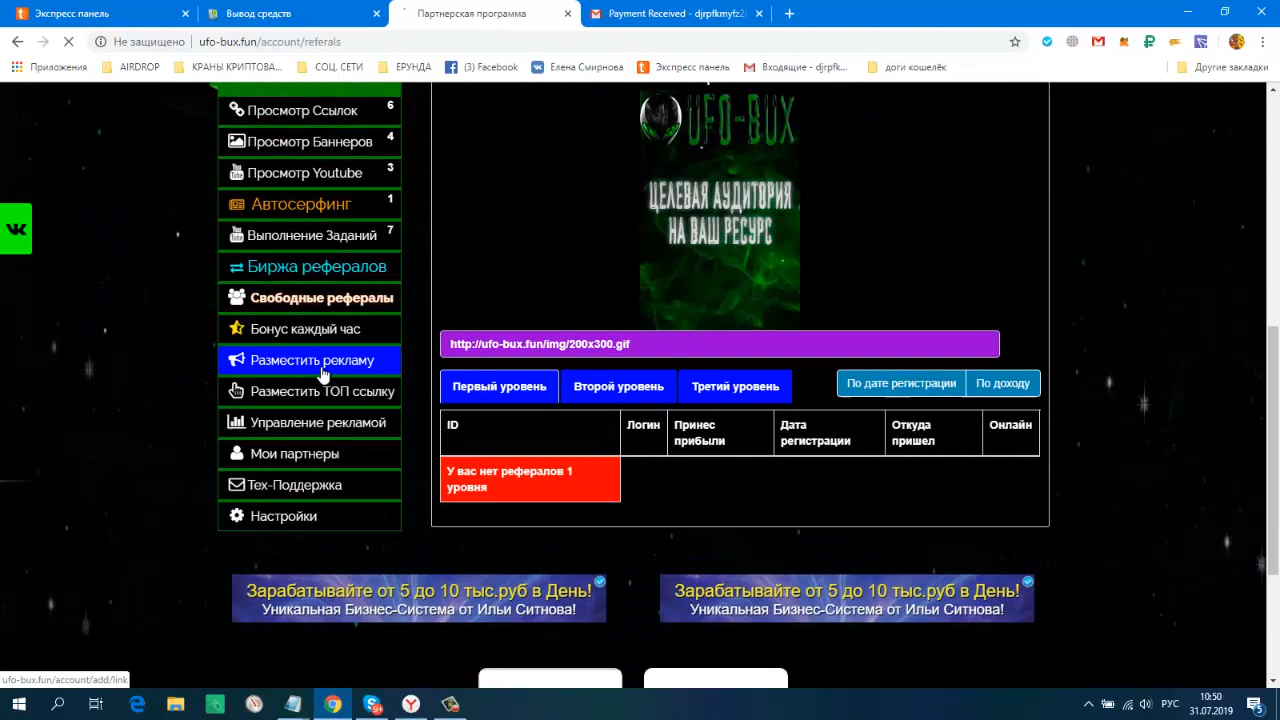 Экспресс панель
Вывод средств
Партнерская программа
Payment Received - djrpfkmyfz2
Не защищено
ufo-bux.fun/account/referals
Приложения
AIRDROP
КРАНЫ КРИПТОВА...
СОЦ. СЕТИ
ЕРУНДА
(3) Facebook
Елена Смирнова
Экспресс панель
Входящие - djrpfk...
доги кошелёк
Другие закладки
Просмотр Ссылок 6
Просмотр Баннеров 4
Просмотр Youtube 3
Автосерфинг 1
Выполнение Заданий 7
Биржа рефералов
Свободные рефералы
Бонус каждый час
Разместить рекламу
Разместить ТОП ссылку
Управление рекламой
Мои партнеры
Тех-Поддержка
Настройки
UFO-BUX
ЦЕЛЕВАЯ АУДИТОРИЯ
НА ВАШ РЕСУРС
http://ufo-bux.fun/img/200x300.gif
Первый уровень
Второй уровень
Третий уровень
По дате регистрации
По доходу
ID
Логин
Принес
прибыли
Дата
регистрации
Откуда
пришел
Онлайн
У вас нет рефералов 1
уровня
Зарабатывайте от 5 до 10 тыс.руб в День!
Уникальная Бизнес-Система от Ильи Ситнова!
Зарабатывайте от 5 до 10 тыс.руб в День!
Уникальная Бизнес-Система от Ильи Ситнова!
ufo-bux.fun/account/add/link
РУС
10:50
31.07.2019